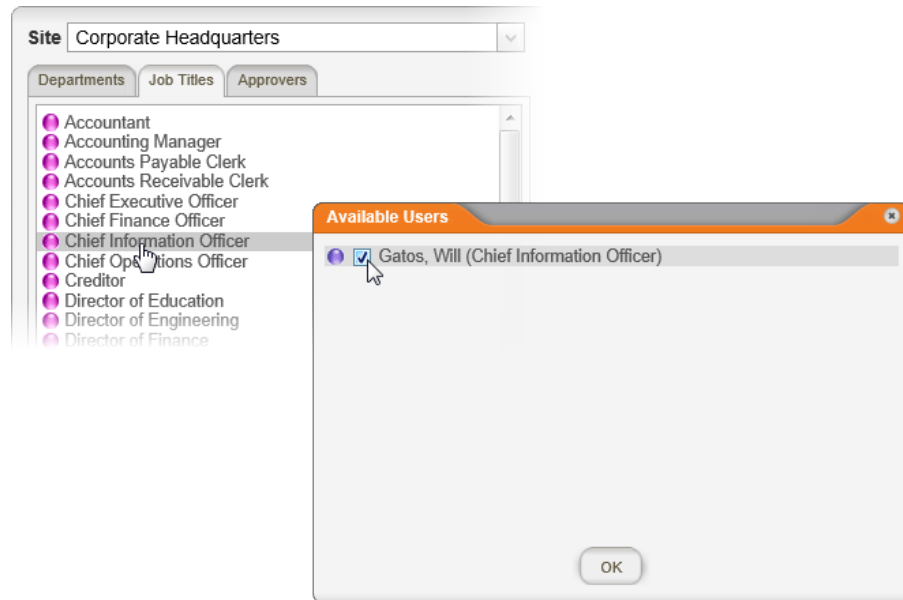 Site Corporate Headquarters
Departments Job Titles Approvers
Accountant
Accounting Manager
Accounts Payable Clerk
Accounts Receivable Clerk
Chief Executive Officer
Chief Finance Officer
Chief Information Officer
Chief Operations Officer
Creditor
Director of Education
Director of Engineering
Director of Finance
Available Users
Gatos, Will (Chief Information Officer)
OK